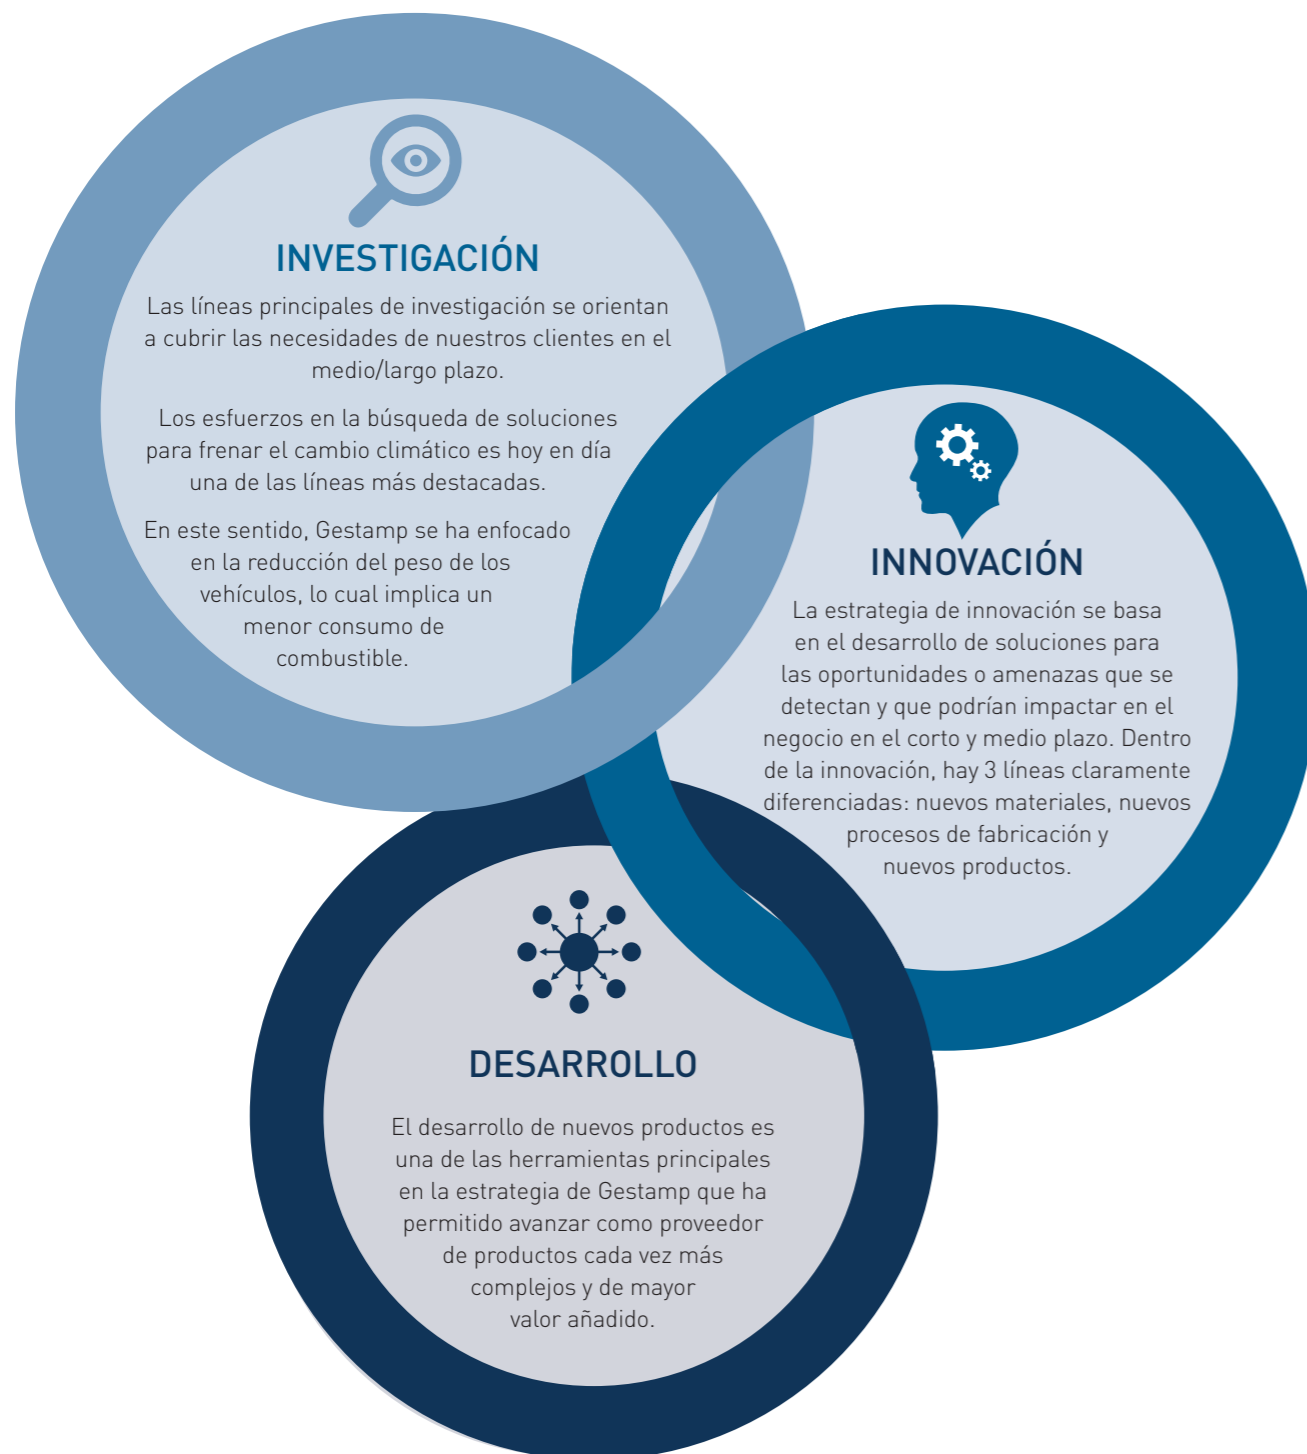 INVESTIGACIÓN
Las líneas principales de investigación se orientan
a cubrir las necesidades de nuestros clientes en el
medio/largo plazo.
Los esfuerzos en la búsqueda de soluciones
para frenar el cambio climático es hoy en día
una de las líneas más destacadas.
En este sentido, Gestamp se ha enfocado
en la reducción del peso de los
vehículos, lo cual implica un
menor consumo de
combustible.
INNOVACIÓN
La estrategia de innovación se basa
en el desarrollo de soluciones para
las oportunidades o amenazas que se
detectan y que podrían impactar en el
negocio en el corto y medio plazo. Dentro
de la innovación, hay 3 líneas claramente
diferenciadas: nuevos materiales, nuevos
procesos de fabricación y
nuevos productos.
DESARROLLO
El desarrollo de nuevos productos es
una de las herramientas principales
en la estrategia de Gestamp que ha
permitido avanzar como proveedor
de productos cada vez más
complejos y de mayor
valor añadido.